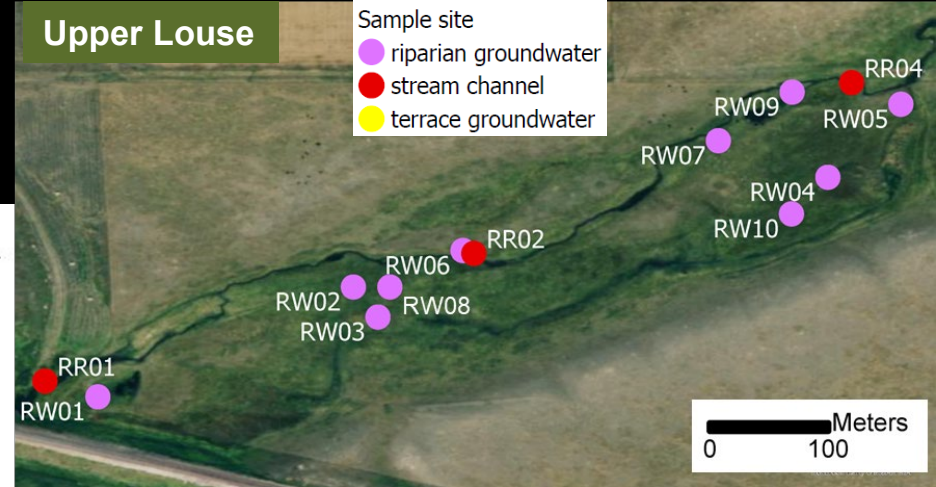 Upper Louse
Sample site
riparian groundwater
stream channel
terrace groundwater
RR04
RW09
RW05
RW07
RW04
RW10
RR02
RW06
RW02
RW08
RW03
RR01
RW01
Meters
0 100